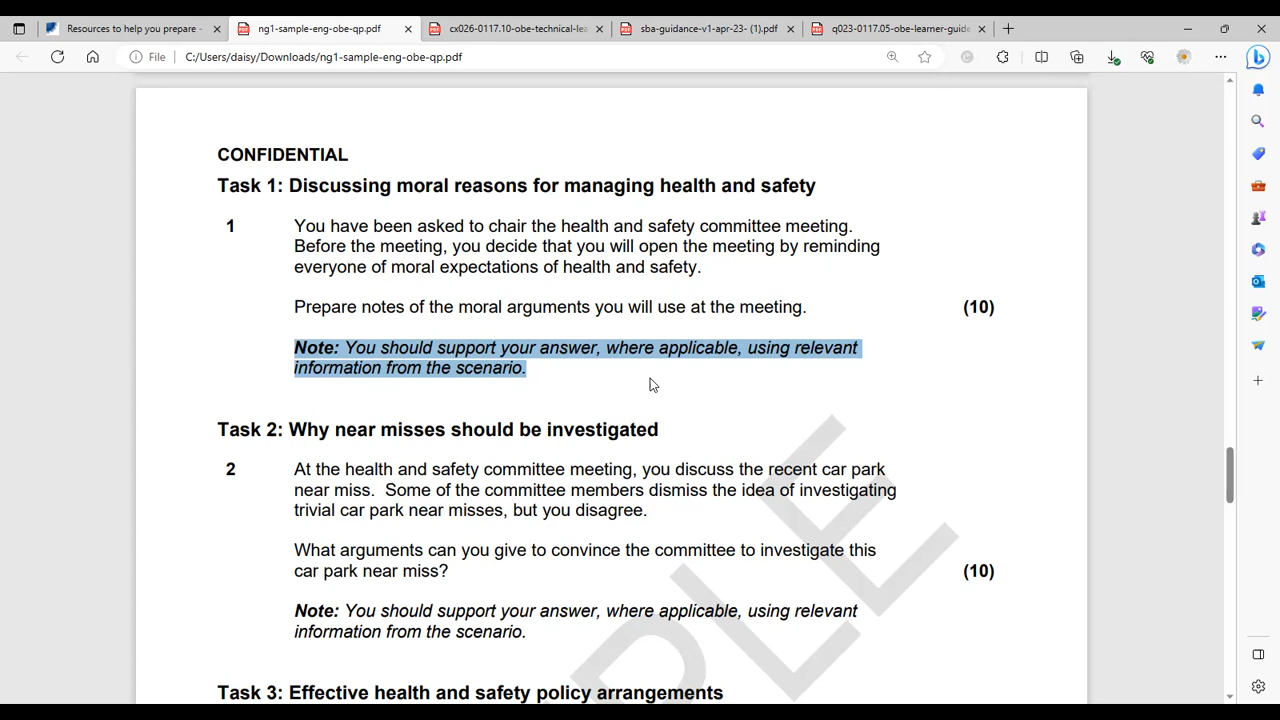 Resources to help you prepare -
ng1-sample-eng-obe-qp.pdf
cx026-0117.10-obe-technical-lea
sba-guidance-v1-apr-23- (1).pdf
q023-0117.05-obe-learner-guide
File
C:/Users/daisy/Downloads/ng1-sample-eng-obe-qp.pdf
CONFIDENTIAL
Task 1: Discussing moral reasons for managing health and safety
1 You have been asked to chair the health and safety committee meeting.
Before the meeting, you decide that you will open the meeting by reminding
everyone of moral expectations of health and safety.
Prepare notes of the moral arguments you will use at the meeting. (10)
Note: You should support your answer, where applicable, using relevant
information from the scenario.
Task 2: Why near misses should be investigated
2 At the health and safety committee meeting, you discuss the recent car park
near miss. Some of the committee members dismiss the idea of investigating
trivial car park near misses, but you disagree.
What arguments can you give to convince the committee to investigate this
car park near miss? (10)
Note: You should support your answer, where applicable, using relevant
information from the scenario.
Task 3: Effective health and safety policy arrangements
PLE